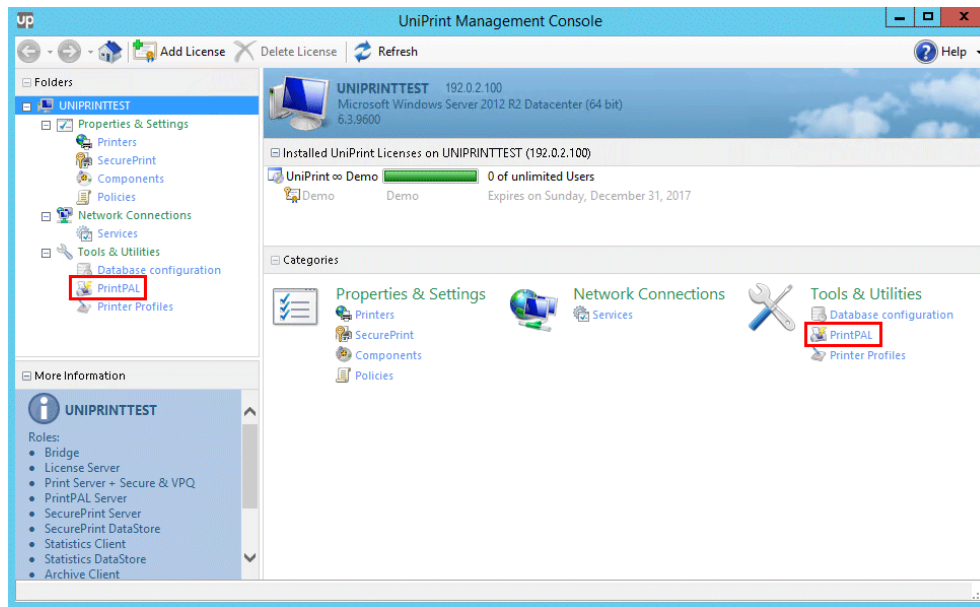 up UniPrint Management Console
Add License Delete License Refresh Help
Folders
UNIPRINTTEST
Properties & Settings
Printers
SecurePrint
Components
Policies
Network Connections
Services
Tools & Utilities
Database configuration
PrintPAL
Printer Profiles
More Information
UNIPRINTTEST
Roles:
Bridge
License Server
Print Server + Secure & VPQ
PrintPAL Server
SecurePrint Server
SecurePrint DataStore
Statistics Client
Statistics DataStore
Archive Client
UNIPRINTTEST 192.0.2.100
Microsoft Windows Server 2012 R2 Datacenter (64 bit)
6.3.9600
Installed UniPrint Licenses on UNIPRINTTEST (192.0.2.100)
UniPrint ∞ Demo 0 of unlimited Users
Demo Demo Expires on Sunday, December 31, 2017
Categories
Properties & Settings
Printers
SecurePrint
Components
Policies
Network Connections
Services
Tools & Utilities
Database configuration
PrintPAL
Printer Profiles